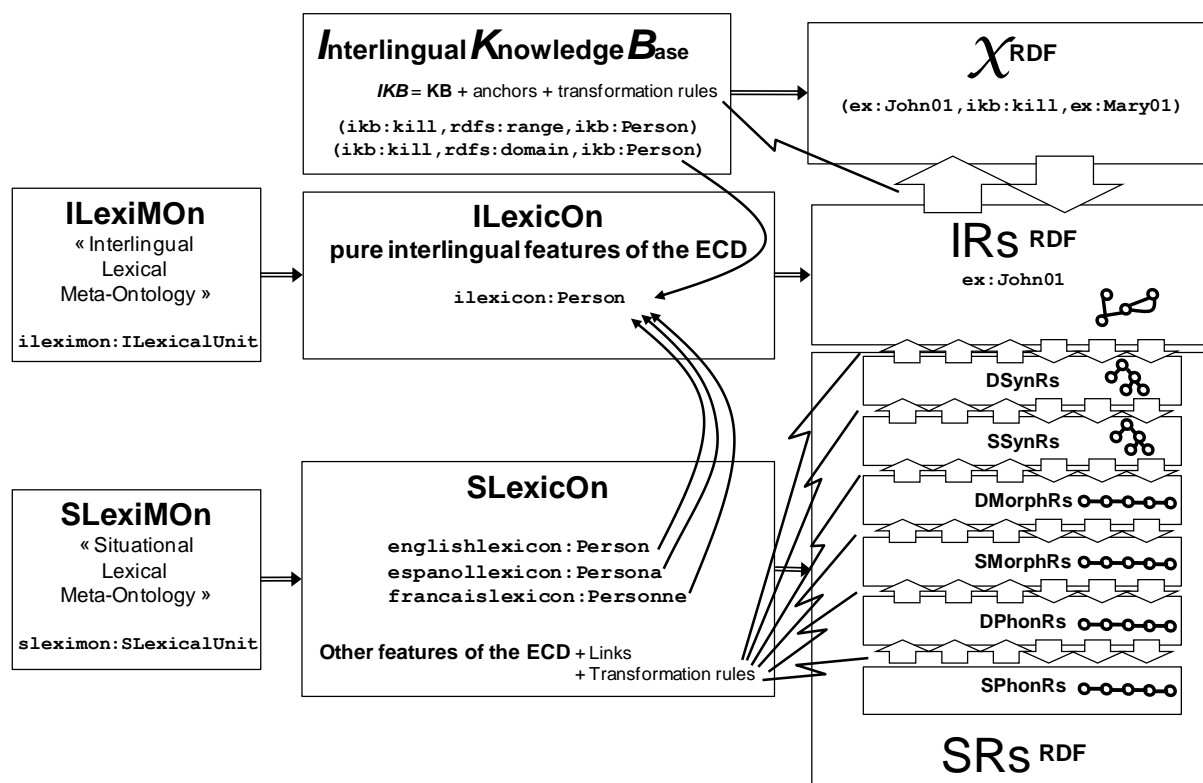 Interlingual Knowledge Base
IKB = KB + anchors + transformation rules
(ikb:kill,rdfs:range,ikb:Person)
(ikb:kill,rdfs:domain,ikb:Person)
X RDF
(ex:John01,ikb:kill,ex:Mary01)
ILexiMOn
« Interlingual
Lexical
Meta-Ontology »
ileximon:ILexicalUnit
ILexicOn
pure interlingual features of the ECD
ilexicon:Person
IRs RDF
ex:John01
DSynRs
SSynRs
DMorphRs
SMorphRs
DPhonRs
SPhonRs
SRs RDF
SLexiMOn
« Situational
Lexical
Meta-Ontology »
sleximon:SLexicalUnit
SLexicOn
englishlexicon:Person
espanollexicon:Persona
francaislexicon:Personne
Other features of the ECD + Links
+ Transformation rules